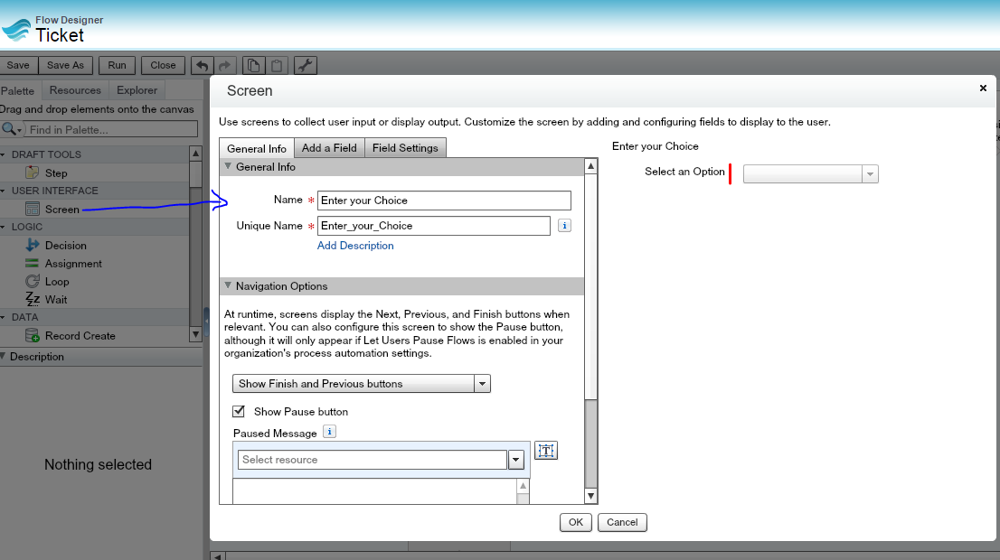 Flow Designer
Ticket
Save
Save As
Run
Close
Palette
Resources
Explorer
Drag and drop elements onto the canvas
Find in Palette...
DRAFT TOOLS
Step
USER INTERFACE
Screen
LOGIC
Decision
Assignment
Loop
Wait
DATA
Record Create
Description
Nothing selected
Screen
Use screens to collect user input or display output. Customize the screen by adding and configuring fields to display to the user.
General Info
Add a Field
Field Settings
General Info
Name * Enter your Choice
Unique Name * Enter_your_Choice
Add Description
Navigation Options
At runtime, screens display the Next, Previous, and Finish buttons when
relevant. You can also configure this screen to show the Pause button,
although it will only appear if Let Users Pause Flows is enabled in your
organization's process automation settings.
Show Finish and Previous buttons
Show Pause button
Paused Message
Select resource
Enter your Choice
Select an Option
OK
Cancel